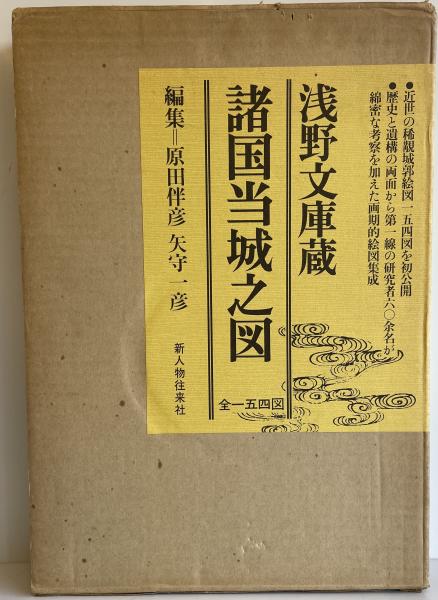 ●近世の稀覯城郭絵図一五四図を初公開
●歴史と遺構の両面から第一線の研究者六〇余名が
綿密な考察を加えた画期的絵図集成
浅野文庫蔵
諸国当城之図
全一五四図
編集=原田伴彦 矢守一彦
新人物往来社